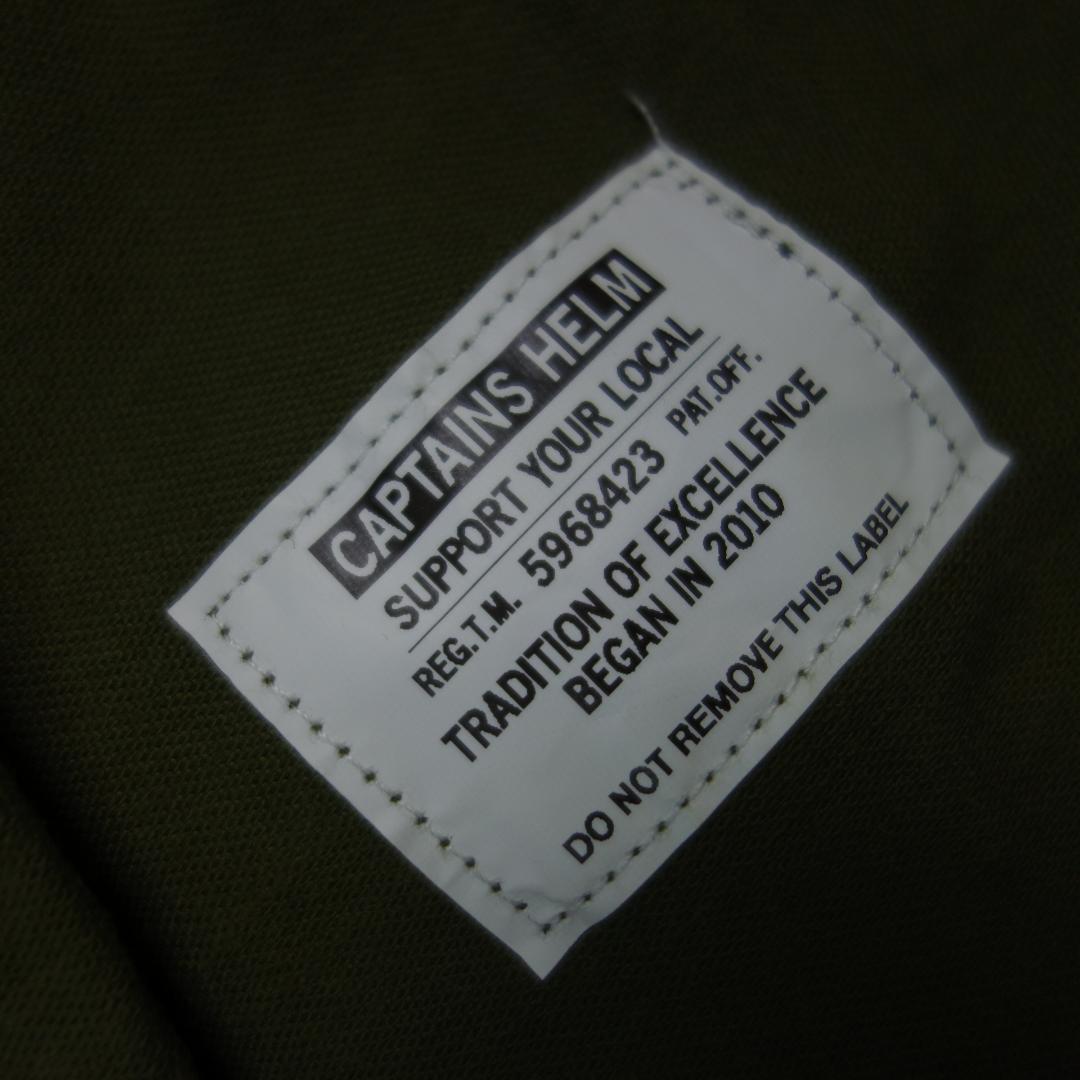 CAPTAINS HELM
SUPPORT YOUR LOCAL
REG.T.M. 5968423 PAT.OFF.
TRADITION OF EXCELLENCE
BEGAN IN 2010
DO NOT REMOVE THIS LABEL